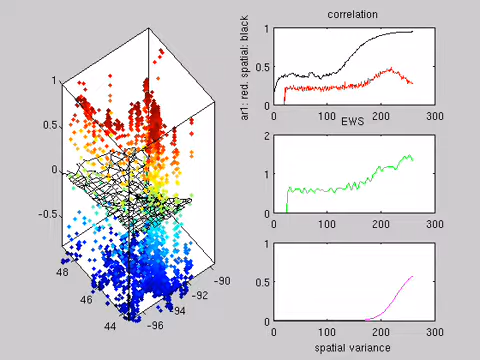 1
0.5
0
-0.5
48
46
44
-96
-94
-92
-90
correlation
ar1: red. spatial: black
1
0.5
0
0 100 200 300
EWS
2
1
0
0 100 200 300
1
0.5
0
0 100 200 300
spatial variance